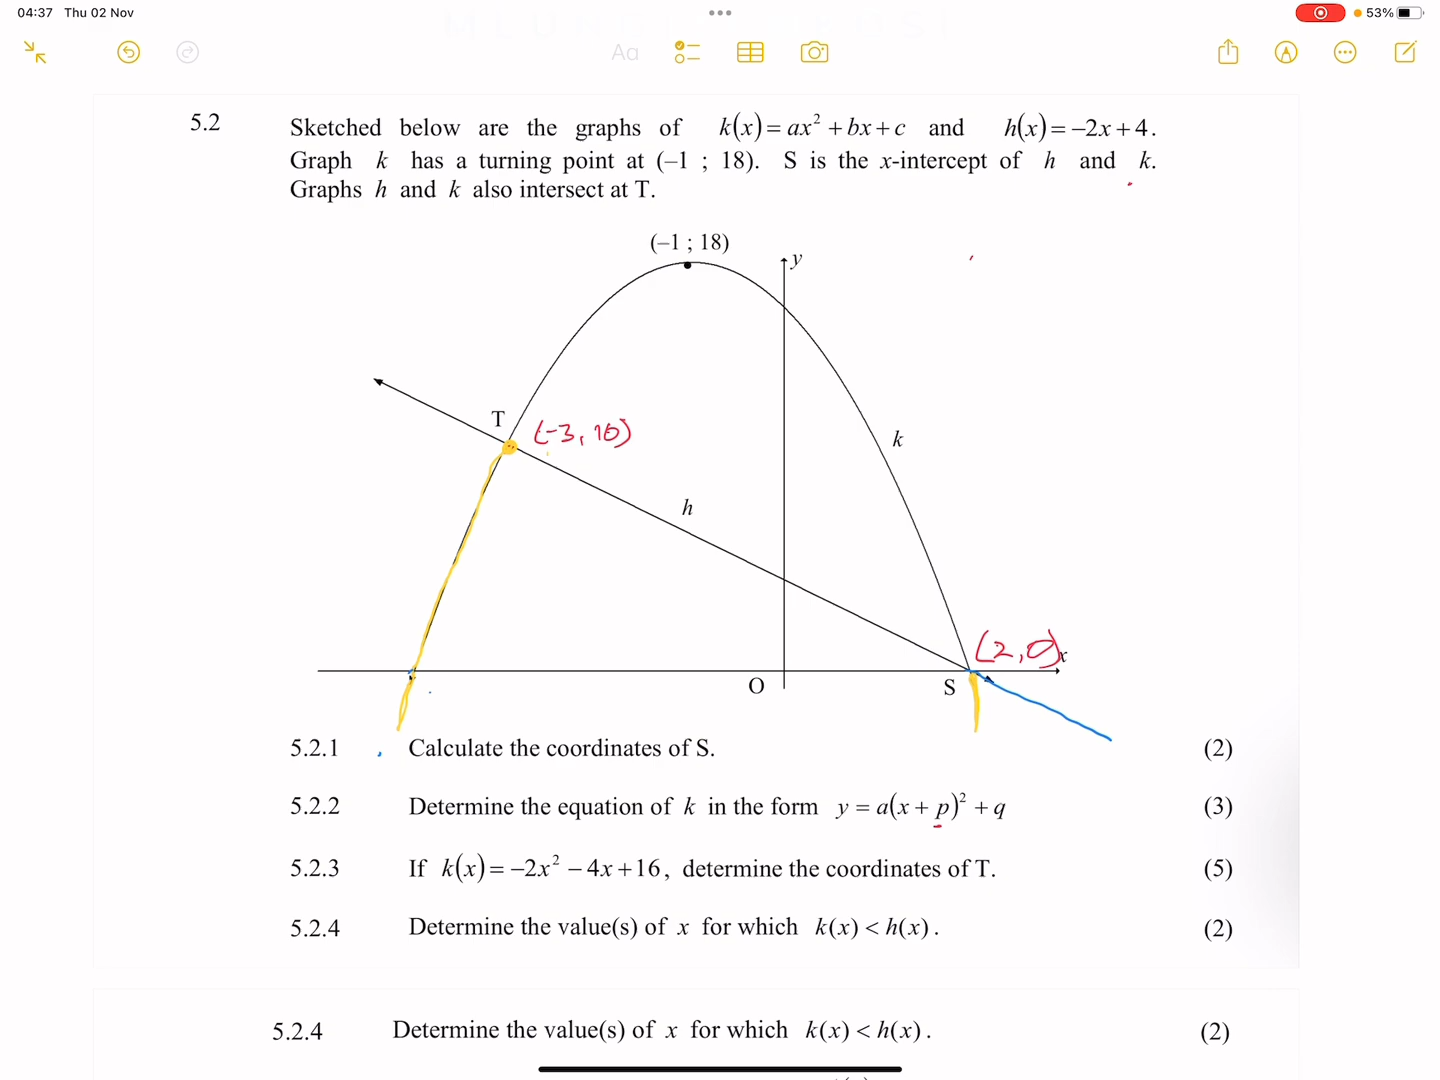 04:37 Thu 02 Nov
53%
Aa
5.2 Sketched below are the graphs of k(x) = ax² + bx + c and h(x) = −2x + 4.
Graph k has a turning point at (−1 ; 18). S is the x-intercept of h and k.
Graphs h and k also intersect at T.
(−1 ; 18)
y
T
(-3, 10)
k
h
(2, 0)
x
O
S
5.2.1 Calculate the coordinates of S. (2)
5.2.2 Determine the equation of k in the form y = a(x + p)² + q (3)
5.2.3 If k(x) = −2x² − 4x + 16, determine the coordinates of T. (5)
5.2.4 Determine the value(s) of x for which k(x) < h(x). (2)
5.2.4 Determine the value(s) of x for which k(x) < h(x). (2)